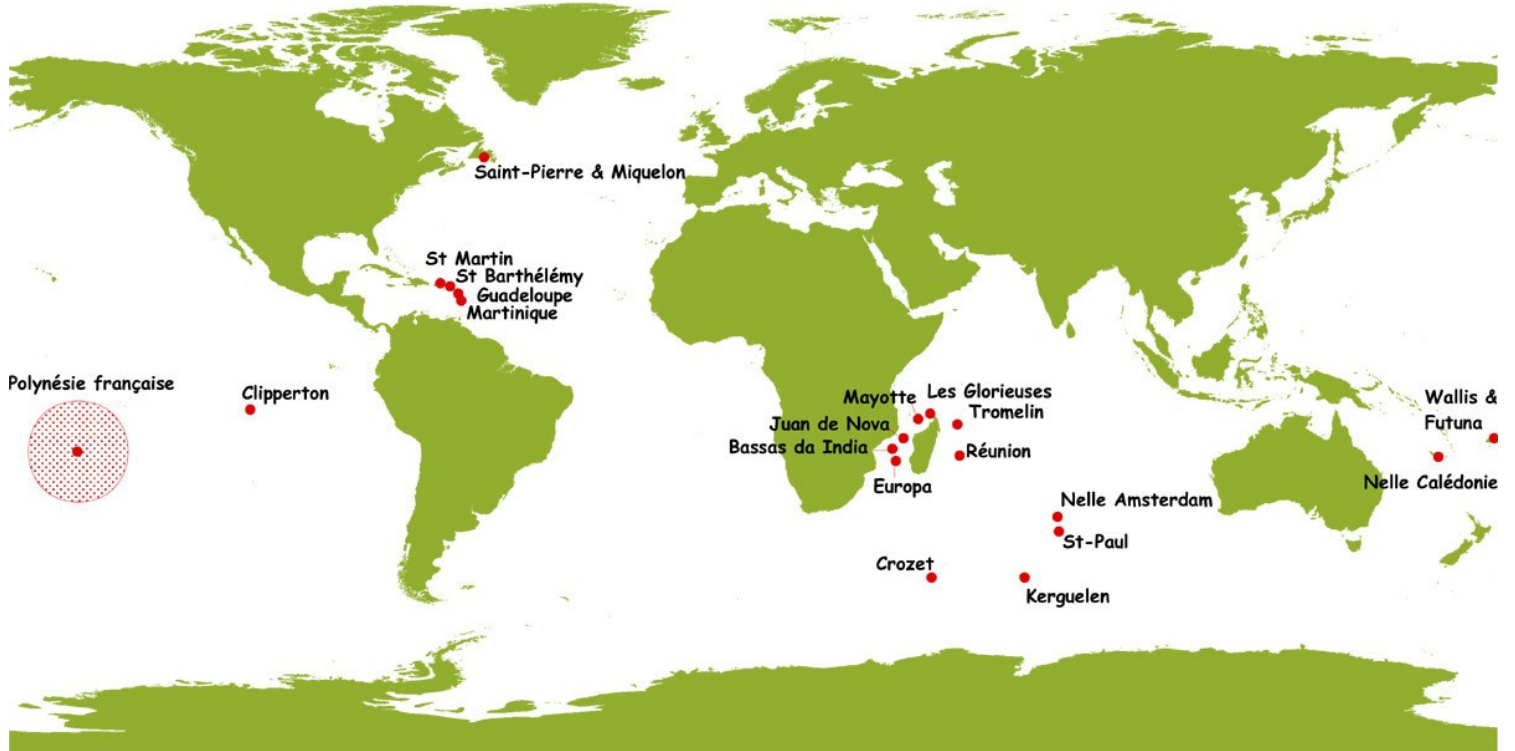 Saint-Pierre & Miquelon
St Martin
St Barthélémy
Guadeloupe
Martinique
Polynésie française
Clipperton
Mayotte
Les Glorieuses
Tromelin
Juan de Nova
Bassas da India
Réunion
Europa
Wallis &
Futuna
Nelle Calédonie
Nelle Amsterdam
St-Paul
Crozet
Kerguelen